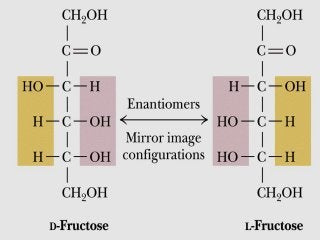 CH₂OH CH₂OH
C=O C=O
HO–C–H H–C–OH
Enantiomers
H–C–OH HO–C–H
Mirror image
configurations
H–C–OH HO–C–H
CH₂OH CH₂OH
D-Fructose L-Fructose